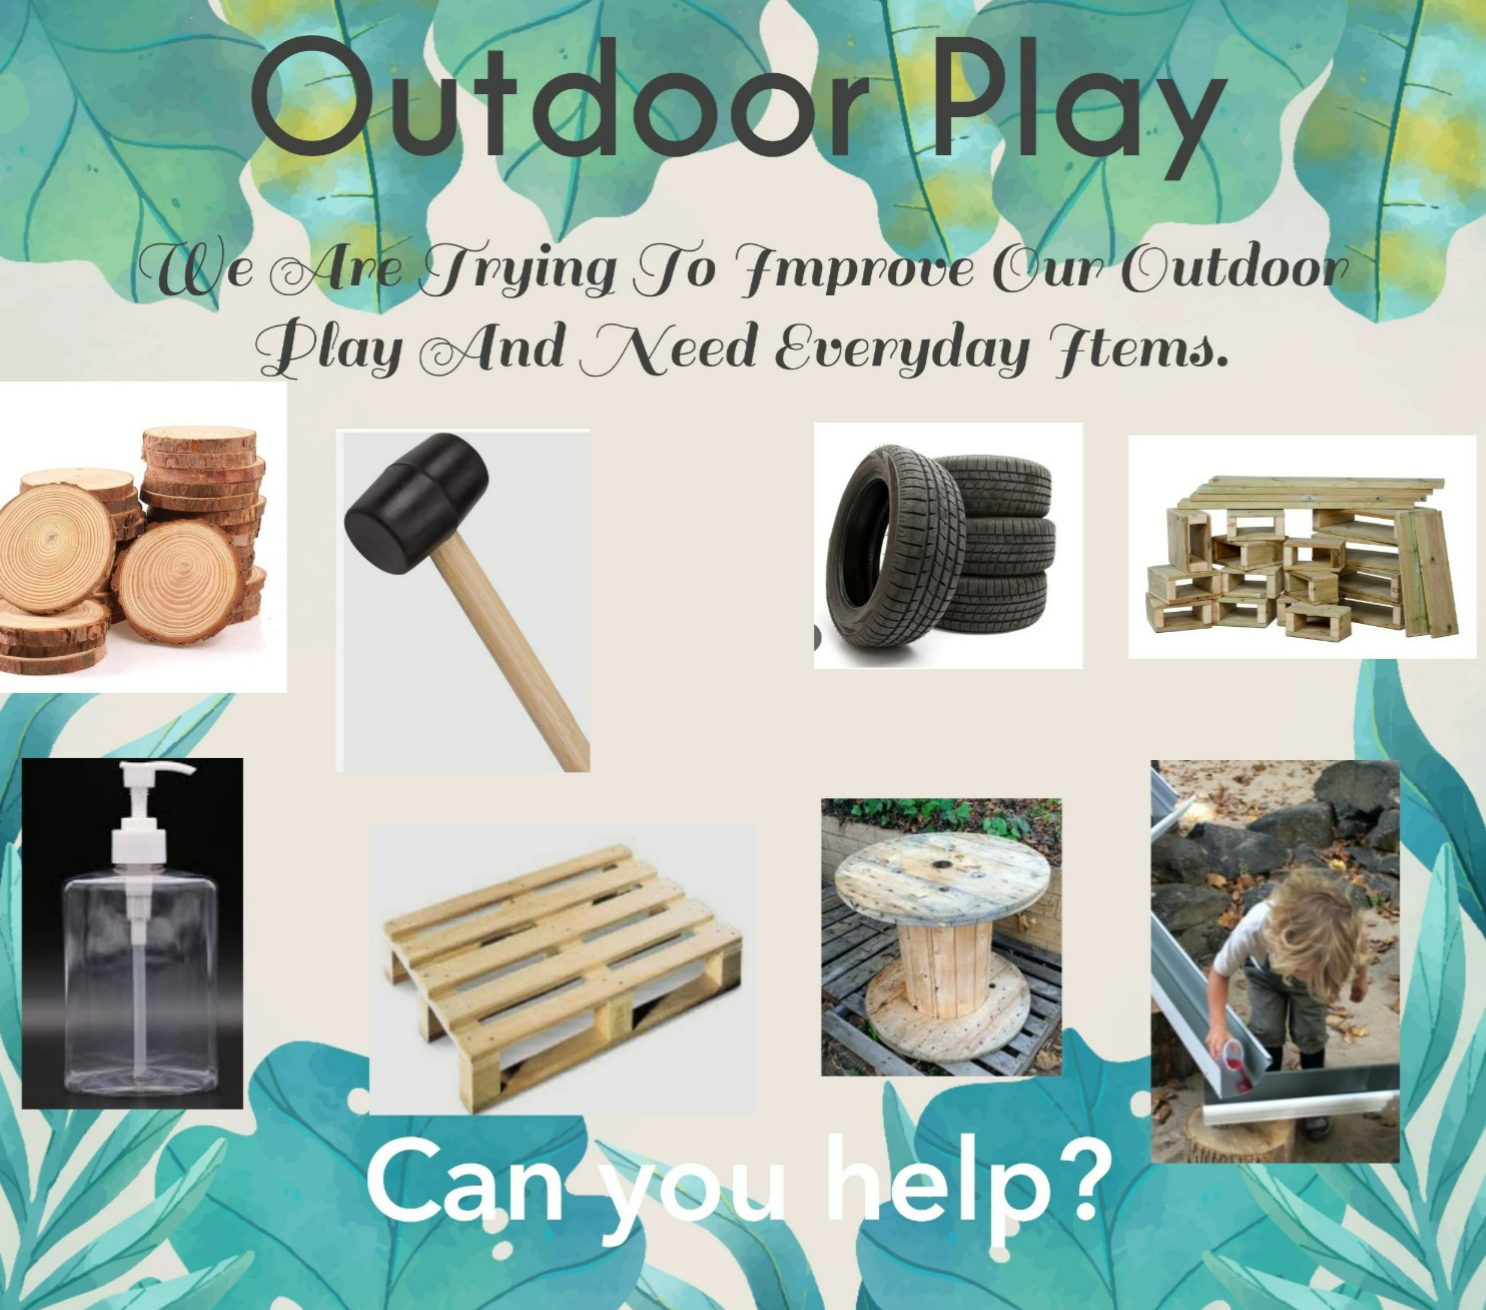 Outdoor Play
We Are Trying To Improve Our Outdoor
Play And Need Everyday Items.
Can you help?